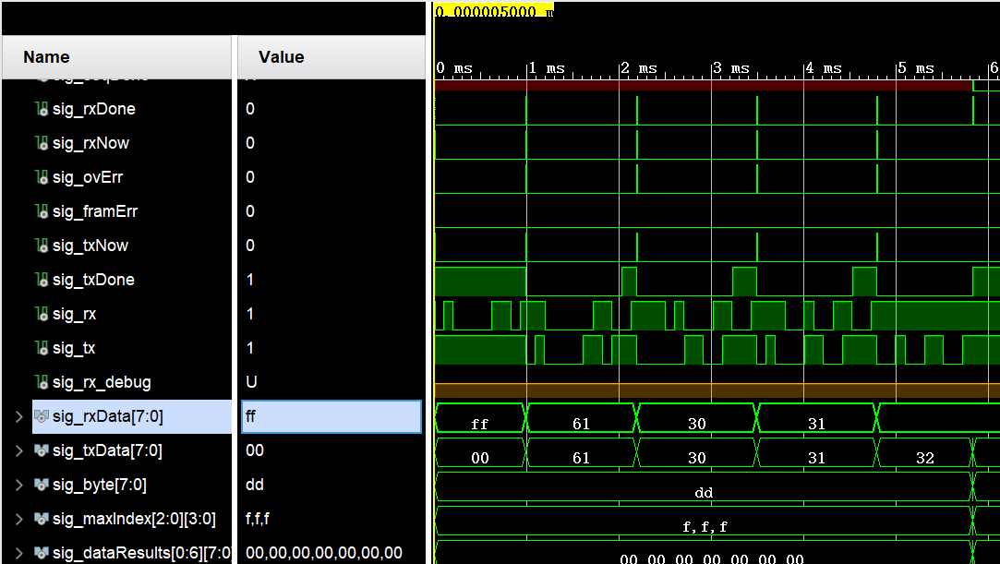 0.000005000 m
Name Value
0 ms 1 ms 2 ms 3 ms 4 ms 5 ms 6
sig_rxDone 0
sig_rxNow 0
sig_ovErr 0
sig_framErr 0
sig_txNow 0
sig_txDone 1
sig_rx 1
sig_tx 1
sig_rx_debug U
sig_rxData[7:0] ff ff 61 30 31
sig_txData[7:0] 00 00 61 30 31 32
sig_byte[7:0] dd dd
sig_maxIndex[2:0][3:0] f,f,f f,f,f
sig_dataResults[0:6][7:0 00,00,00,00,00,00,00 00,00,00,00,00,00,00